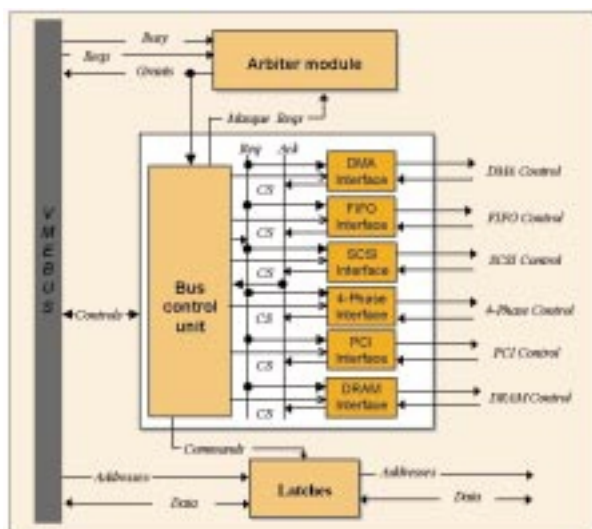 Busy
Reqs
Grants
Arbiter module
Masque Reqs
Req Ack
DMA Interface
DMA Control
CS
FIFO Interface
FIFO Control
CS
SCSI Interface
SCSI Control
CS
VMEBUS
Bus control unit
Controls
4-Phase Interface
4-Phase Control
CS
PCI Interface
PCI Control
CS
DRAM Interface
DRAM Control
CS
Commands
Addresses
Latches
Addresses
Data
Data